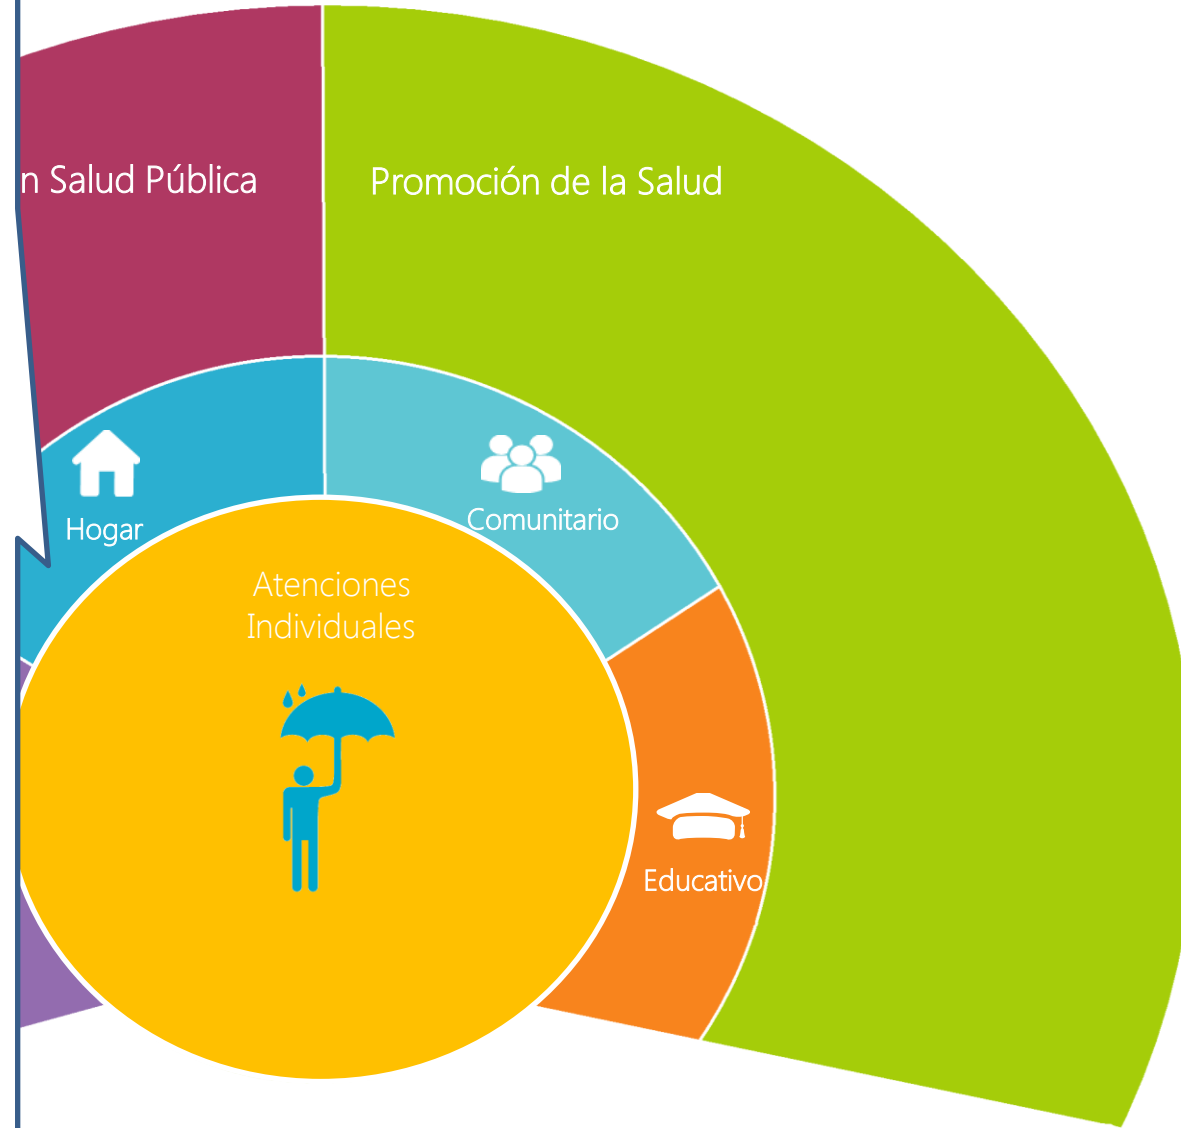 n Salud Pública
Promoción de la Salud
Hogar
Comunitario
Atenciones
Individuales
Educativo